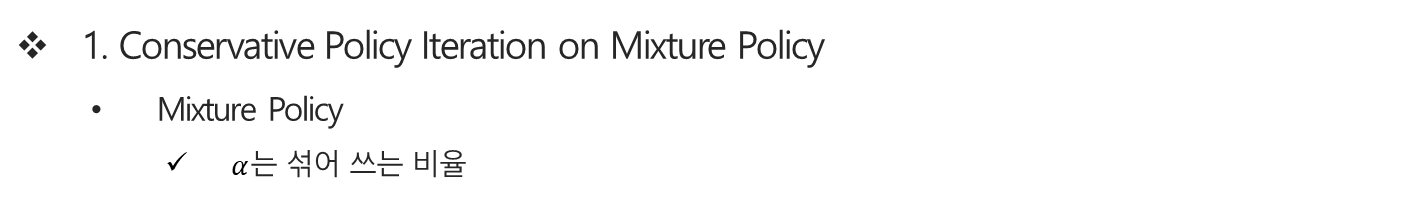 ❖ 1. Conservative Policy Iteration on Mixture Policy
• Mixture Policy
✓ 𝛼는 섞어 쓰는 비율